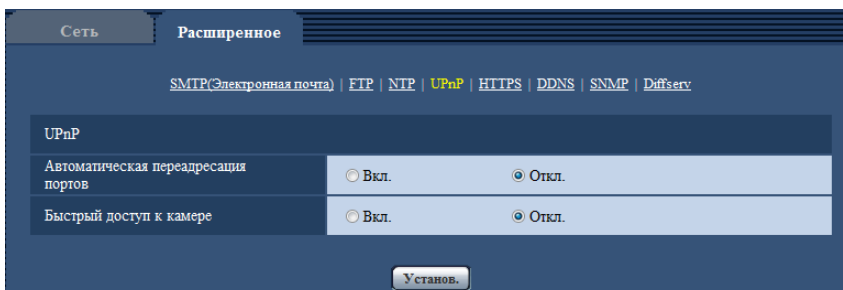 Сеть Расширенное
SMTP(Электронная почта) | FTP | NTP | UPnP | HTTPS | DDNS | SNMP | Diffserv
UPnP
Автоматическая переадресация
портов
Вкл. Откл.
Быстрый доступ к камере Вкл. Откл.
Установ.